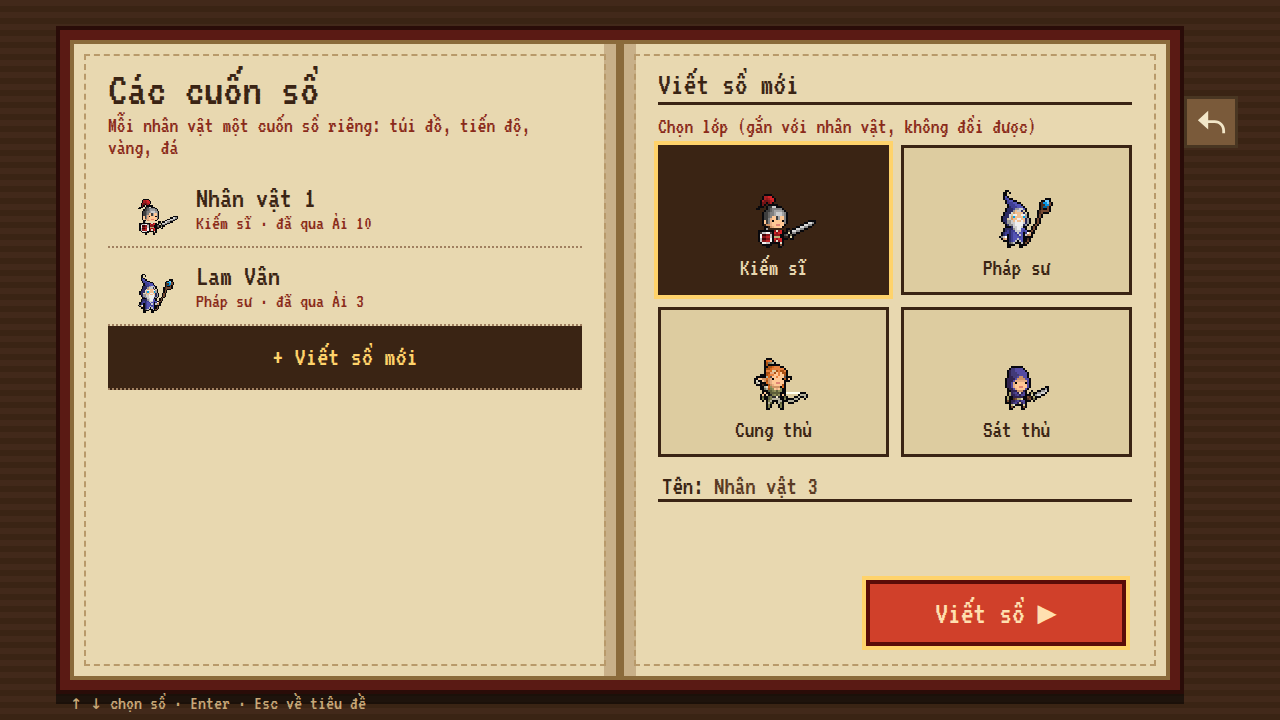 Các cuốn sổ
Mỗi nhân vật một cuốn sổ riêng: túi đồ, tiến độ,
vàng, đá
Nhân vật 1
Kiếm sĩ · đã qua Ải 10
Lam Vân
Pháp sư · đã qua Ải 3
+ Viết sổ mới
Viết sổ mới
Chọn lớp (gắn với nhân vật, không đổi được)
Kiếm sĩ
Pháp sư
Cung thủ
Sát thủ
Tên: Nhân vật 3
Viết sổ ▶
↑ ↓ chọn sổ · Enter · Esc về tiêu đề